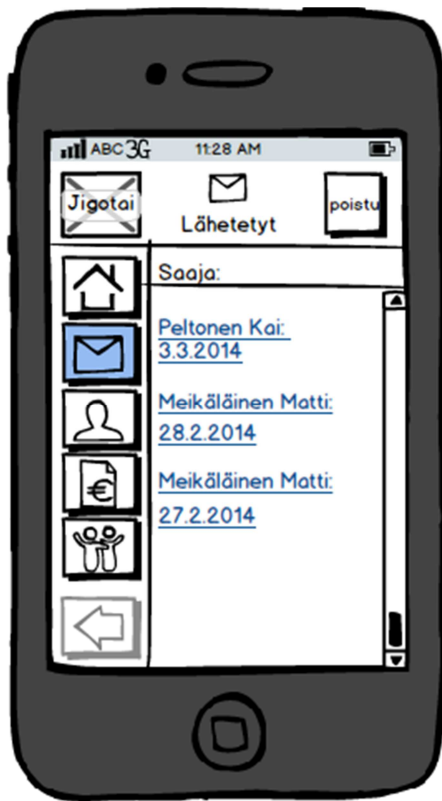 ABC 3G 11:28 AM
Jigotai
Lähetetyt
poistu
Saaja:
Peltonen Kai:
3.3.2014
Meikäläinen Matti:
28.2.2014
Meikäläinen Matti:
27.2.2014
€